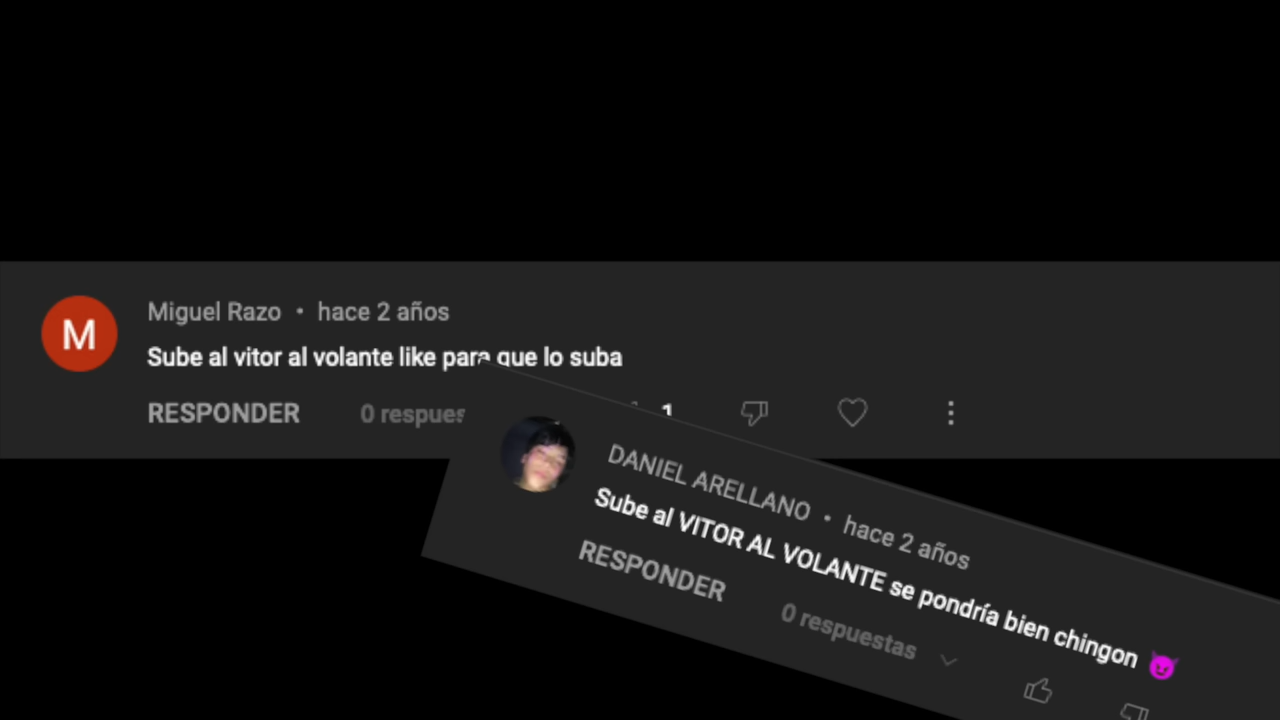 M
Miguel Razo • hace 2 años
Sube al vitor al volante like para que lo suba
RESPONDER 0 1
DANIEL ARELLANO • hace 2 años
Sube al VITOR AL VOLANTE se pondría bien chingon 😈
RESPONDER 0 respuestas